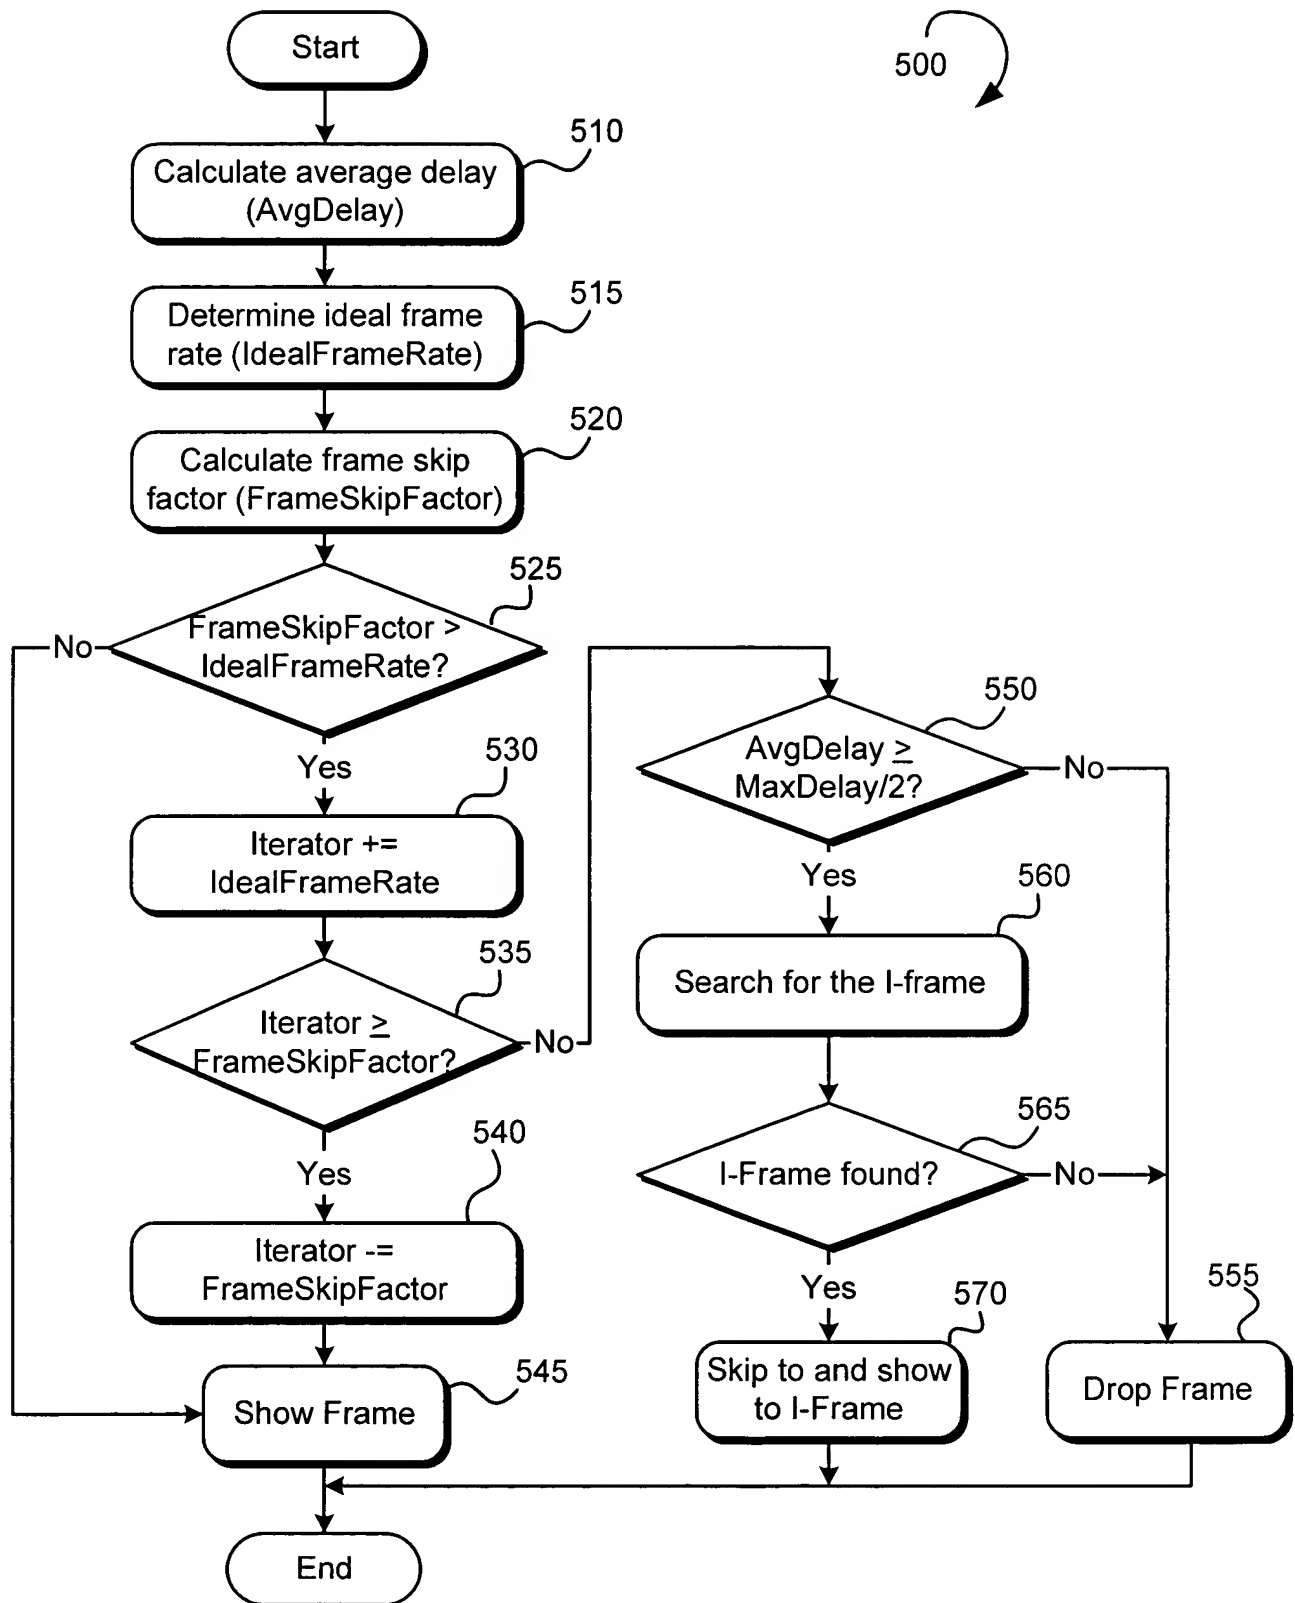 Start
500
510
Calculate average delay
(AvgDelay)
515
Determine ideal frame
rate (IdealFrameRate)
520
Calculate frame skip
factor (FrameSkipFactor)
525
FrameSkipFactor >
IdealFrameRate?
No
Yes
530
Iterator +=
IdealFrameRate
535
Iterator ≥
FrameSkipFactor?
No
Yes
540
Iterator -=
FrameSkipFactor
545
Show Frame
550
AvgDelay ≥
MaxDelay/2?
No
Yes
560
Search for the I-frame
565
I-Frame found?
No
Yes
570
Skip to and show
to I-Frame
555
Drop Frame
End